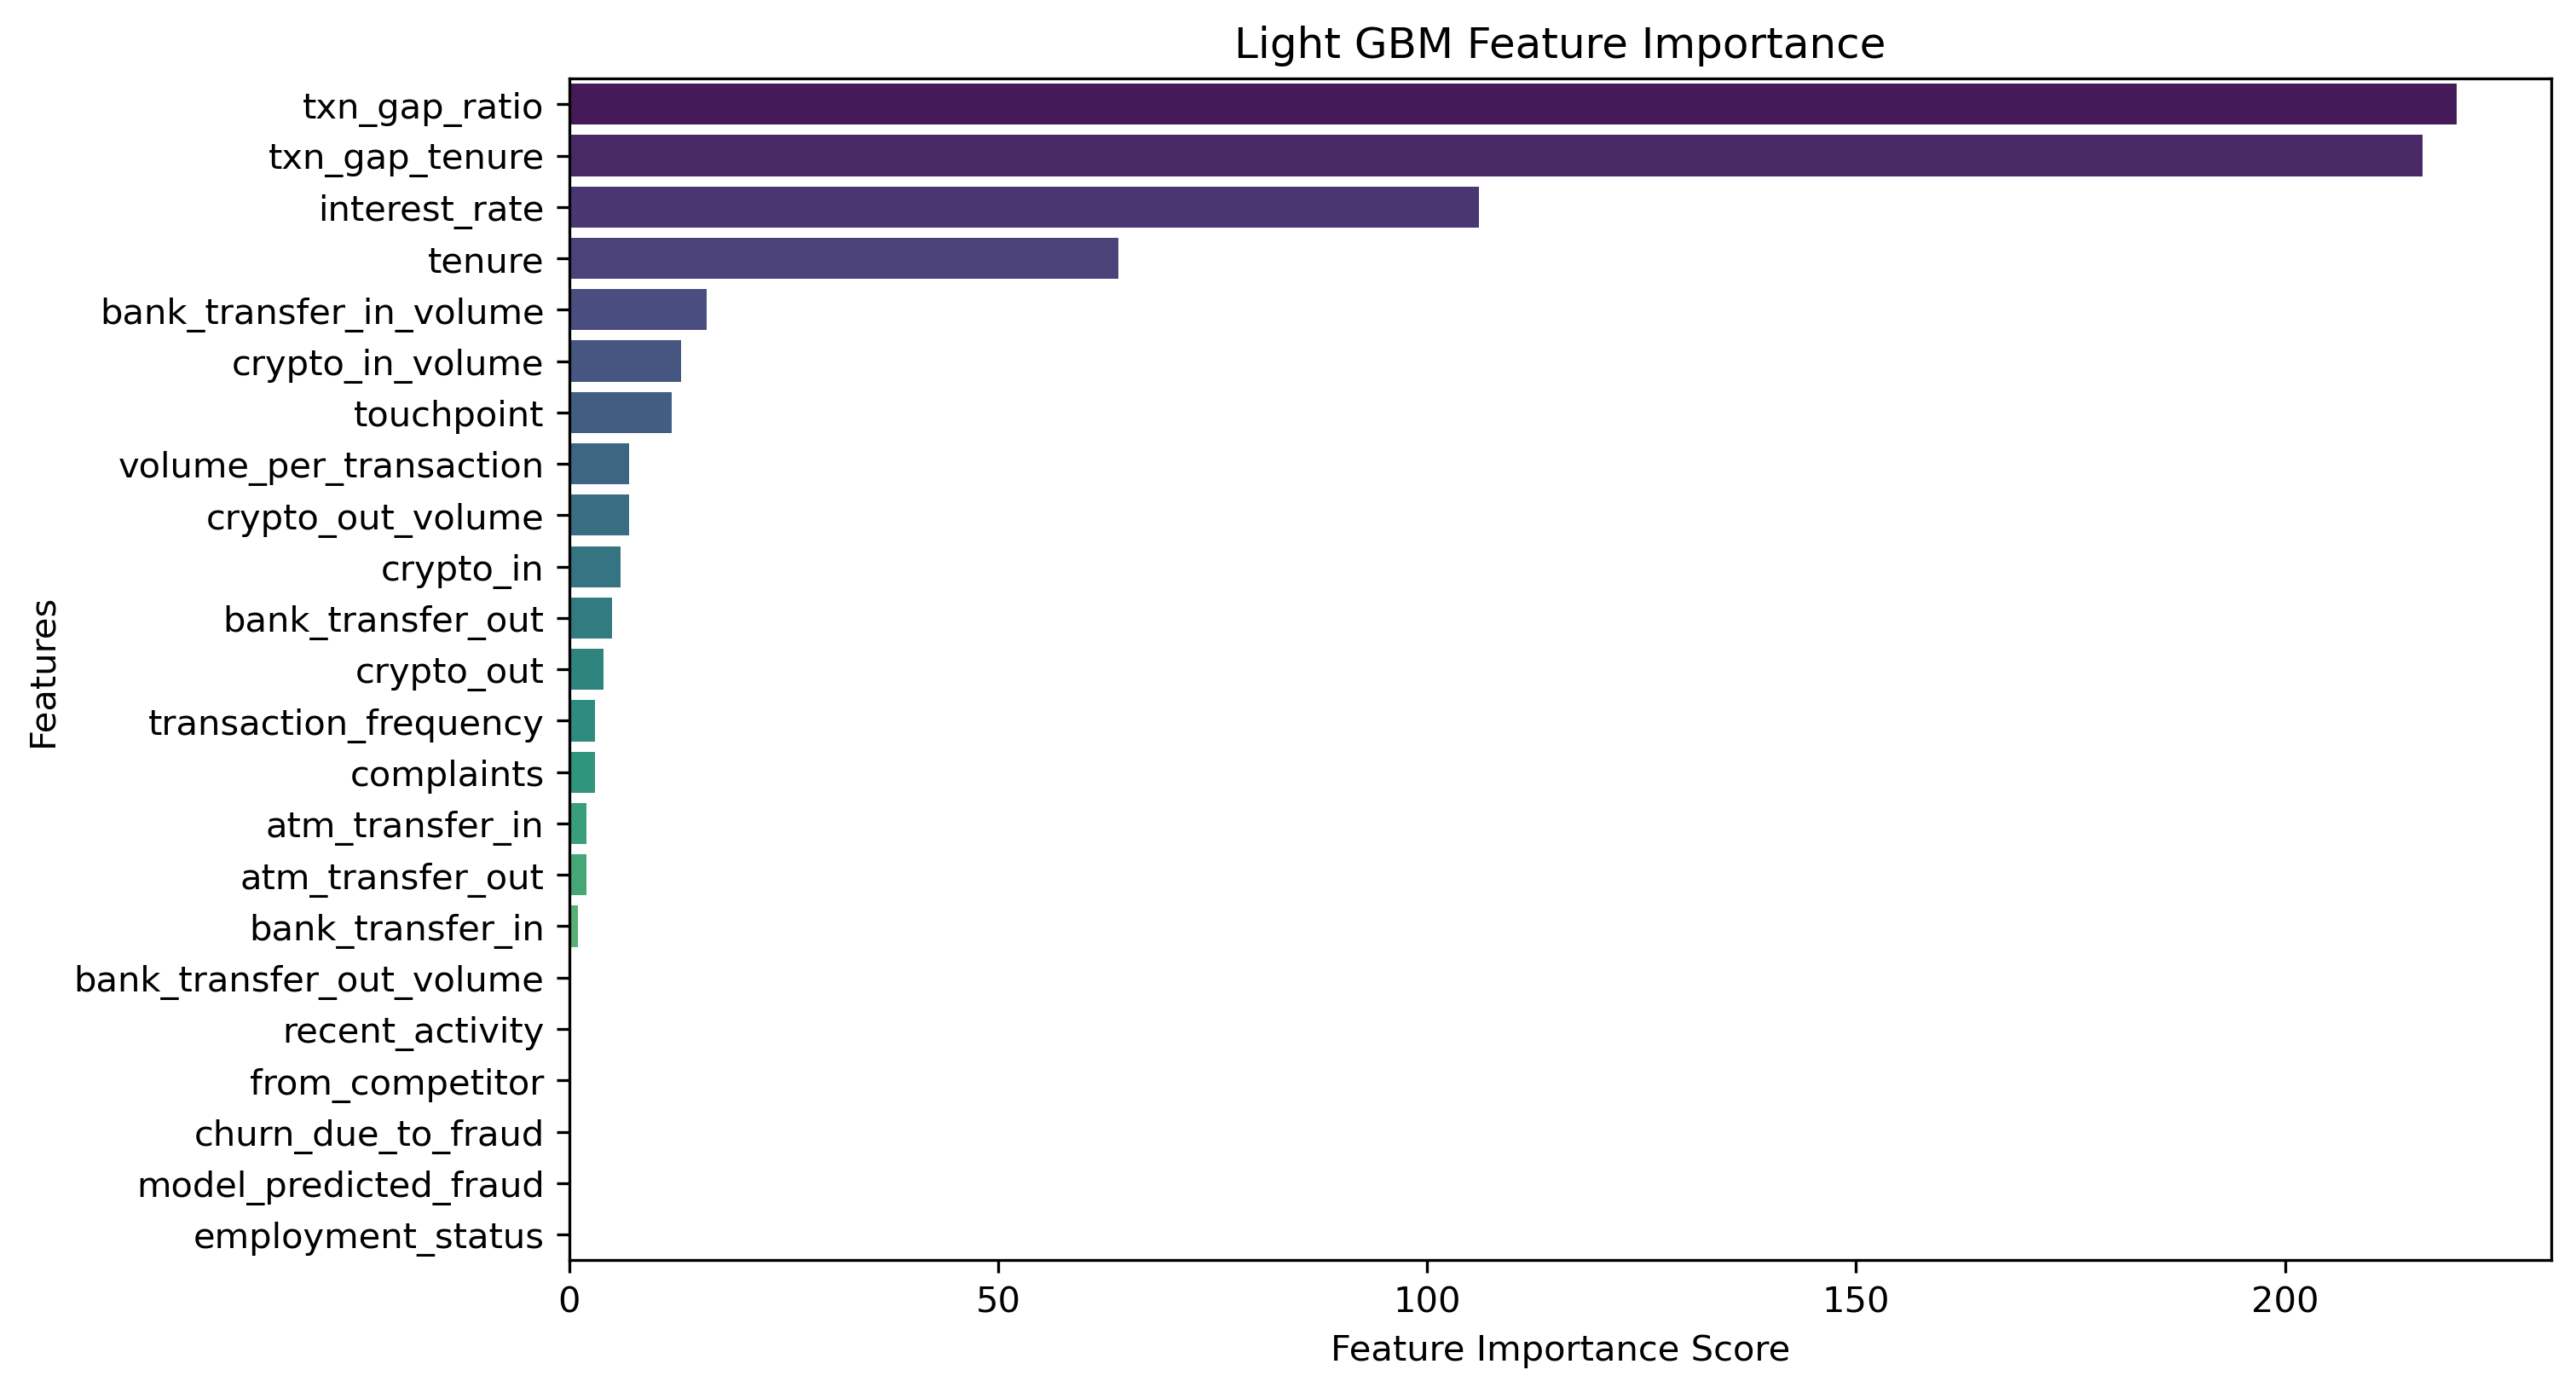 Light GBM Feature Importance
txn_gap_ratio
txn_gap_tenure
interest_rate
tenure
bank_transfer_in_volume
crypto_in_volume
touchpoint
volume_per_transaction
crypto_out_volume
crypto_in
bank_transfer_out
crypto_out
transaction_frequency
complaints
atm_transfer_in
atm_transfer_out
bank_transfer_in
bank_transfer_out_volume
recent_activity
from_competitor
churn_due_to_fraud
model_predicted_fraud
employment_status
Features
0 50 100 150 200
Feature Importance Score